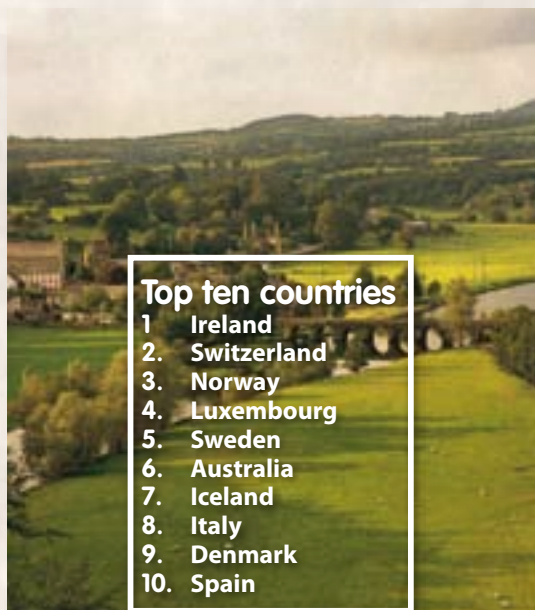 Top ten countries
1 Ireland
2. Switzerland
3. Norway
4. Luxembourg
5. Sweden
6. Australia
7. Iceland
8. Italy
9. Denmark
10. Spain